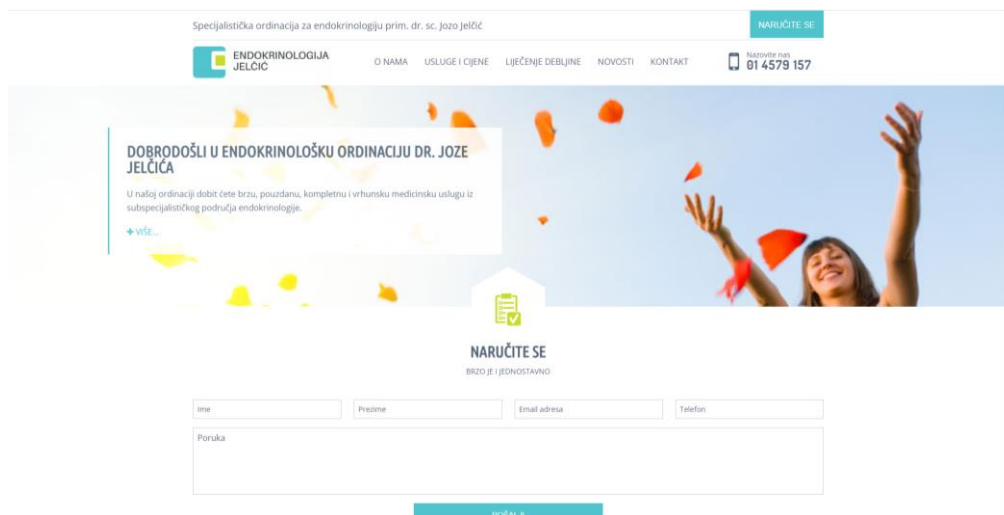 Specijalistička ordinacija za endokrinologiju prim. dr. sc. Jozo Jelčić
NARUČITE SE
ENDOKRINOLOGIJA
JELČIĆ
O NAMA
USLUGE I CIJENE
LIJEČENJE DEBLJINE
NOVOSTI
KONTAKT
Nazovite nas
01 4579 157
DOBRODOŠLI U ENDOKRINOLOŠKU ORDINACIJU DR. JOZE
JELČIĆA
U našoj ordinaciji dobit ćete brzu, pouzdanu, kompletnu i vrhunsku medicinsku uslugu iz
subspecijalističkog područja endokrinologije.
+ VIŠE...
NARUČITE SE
BRZO JE I JEDNOSTAVNO
Ime
Prezime
Email adresa
Telefon
Poruka